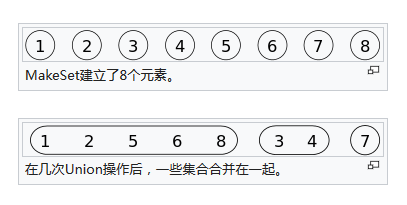 1 2 3 4 5 6 7 8
MakeSet建立了8个元素。
1 2 5 6 8 3 4 7
在几次Union操作后，一些集合合并在一起。